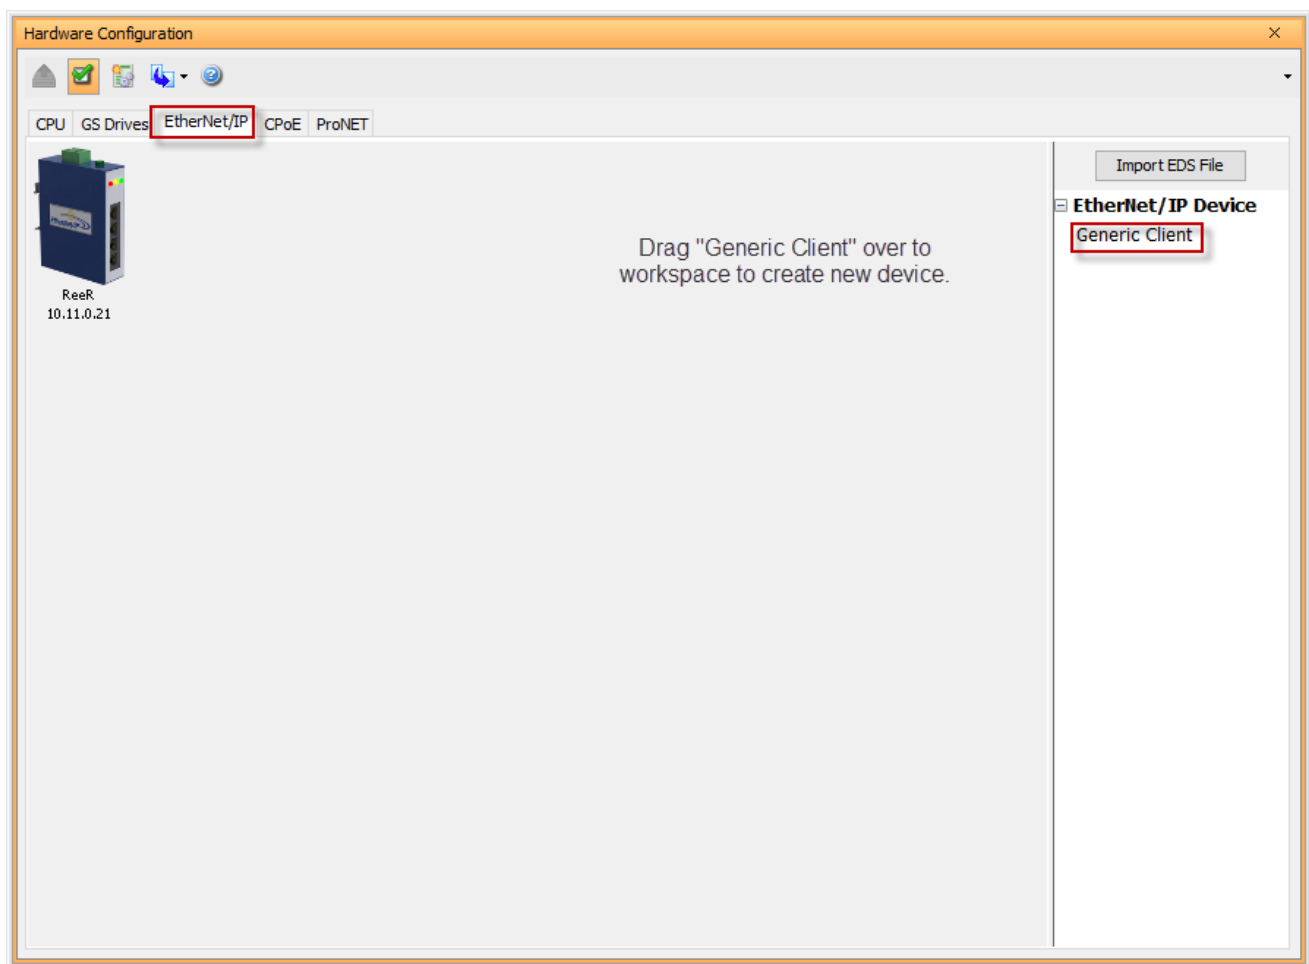 Hardware Configuration
CPU GS Drives EtherNet/IP CPoE ProNET
Import EDS File
EtherNet/IP Device
Generic Client
Drag "Generic Client" over to
workspace to create new device.
ReeR
10.11.0.21